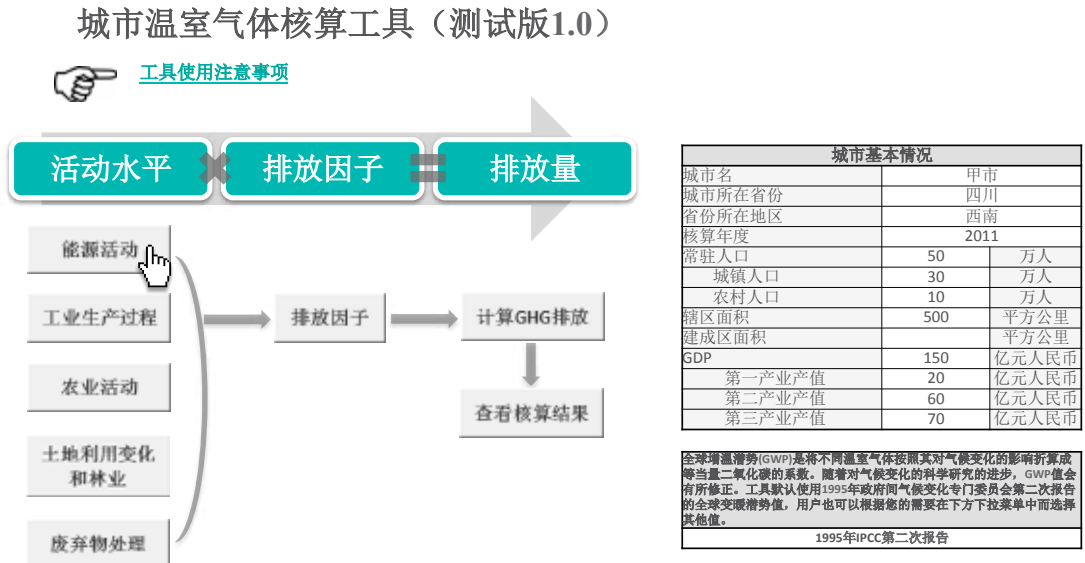 城市温室气体核算工具（测试版1.0）
工具使用注意事项
活动水平 × 排放因子 = 排放量
能源活动
工业生产过程
农业活动
土地利用变化
和林业
废弃物处理
排放因子
计算GHG排放
查看核算结果
城市基本情况
城市名 甲市
城市所在省份 四川
省份所在地区 西南
核算年度 2011
常驻人口 50 万人
城镇人口 30 万人
农村人口 10 万人
辖区面积 500 平方公里
建成区面积 平方公里
GDP 150 亿元人民币
第一产业产值 20 亿元人民币
第二产业产值 60 亿元人民币
第三产业产值 70 亿元人民币
全球增温潜势(GWP)是将不同温室气体按照其对气候变化的影响折算成
等当量二氧化碳的系数。随着对气候变化的科学研究的进步，GWP值会
有所修正。工具默认使用1995年政府间气候变化专门委员会第二次报告
的全球变暖潜势值，用户也可以根据您的需要在下方下拉菜单中而选择
其他值。
1995年IPCC第二次报告